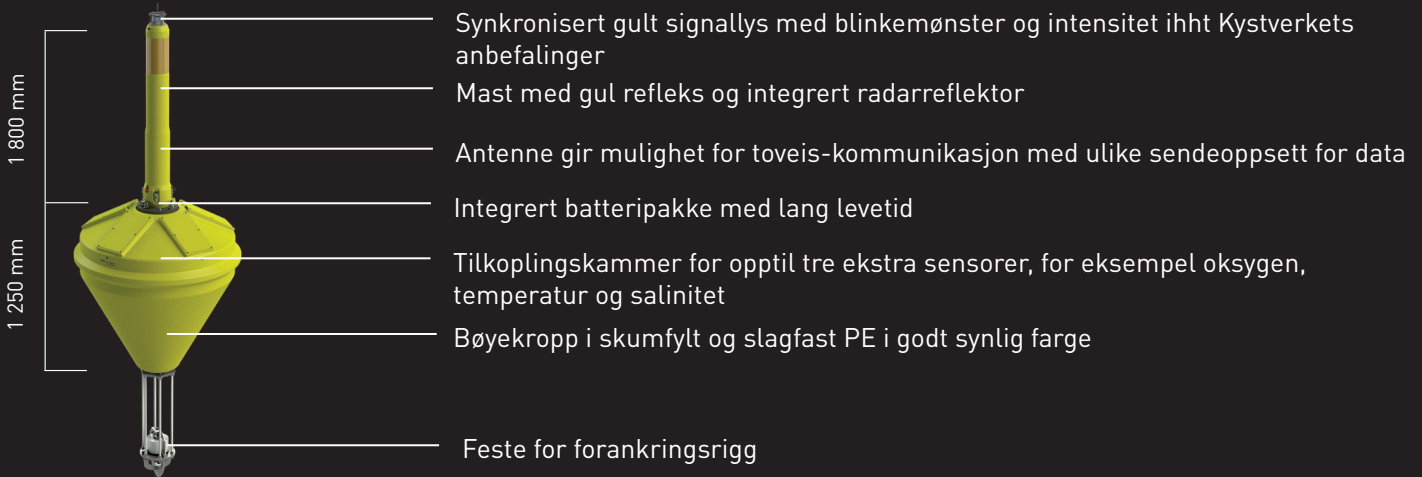 Synkronisert gult signallys med blinkemønster og intensitet ihht Kystverkets
anbefalinger
Mast med gul refleks og integrert radarreflektor
1 800 mm
Antenne gir mulighet for toveis-kommunikasjon med ulike sendeoppsett for data
Integrert batteripakke med lang levetid
Tilkoplingskammer for opptil tre ekstra sensorer, for eksempel oksygen,
temperatur og salinitet
1 250 mm
Bøyekropp i skumfylt og slagfast PE i godt synlig farge
Feste for forankringsrigg